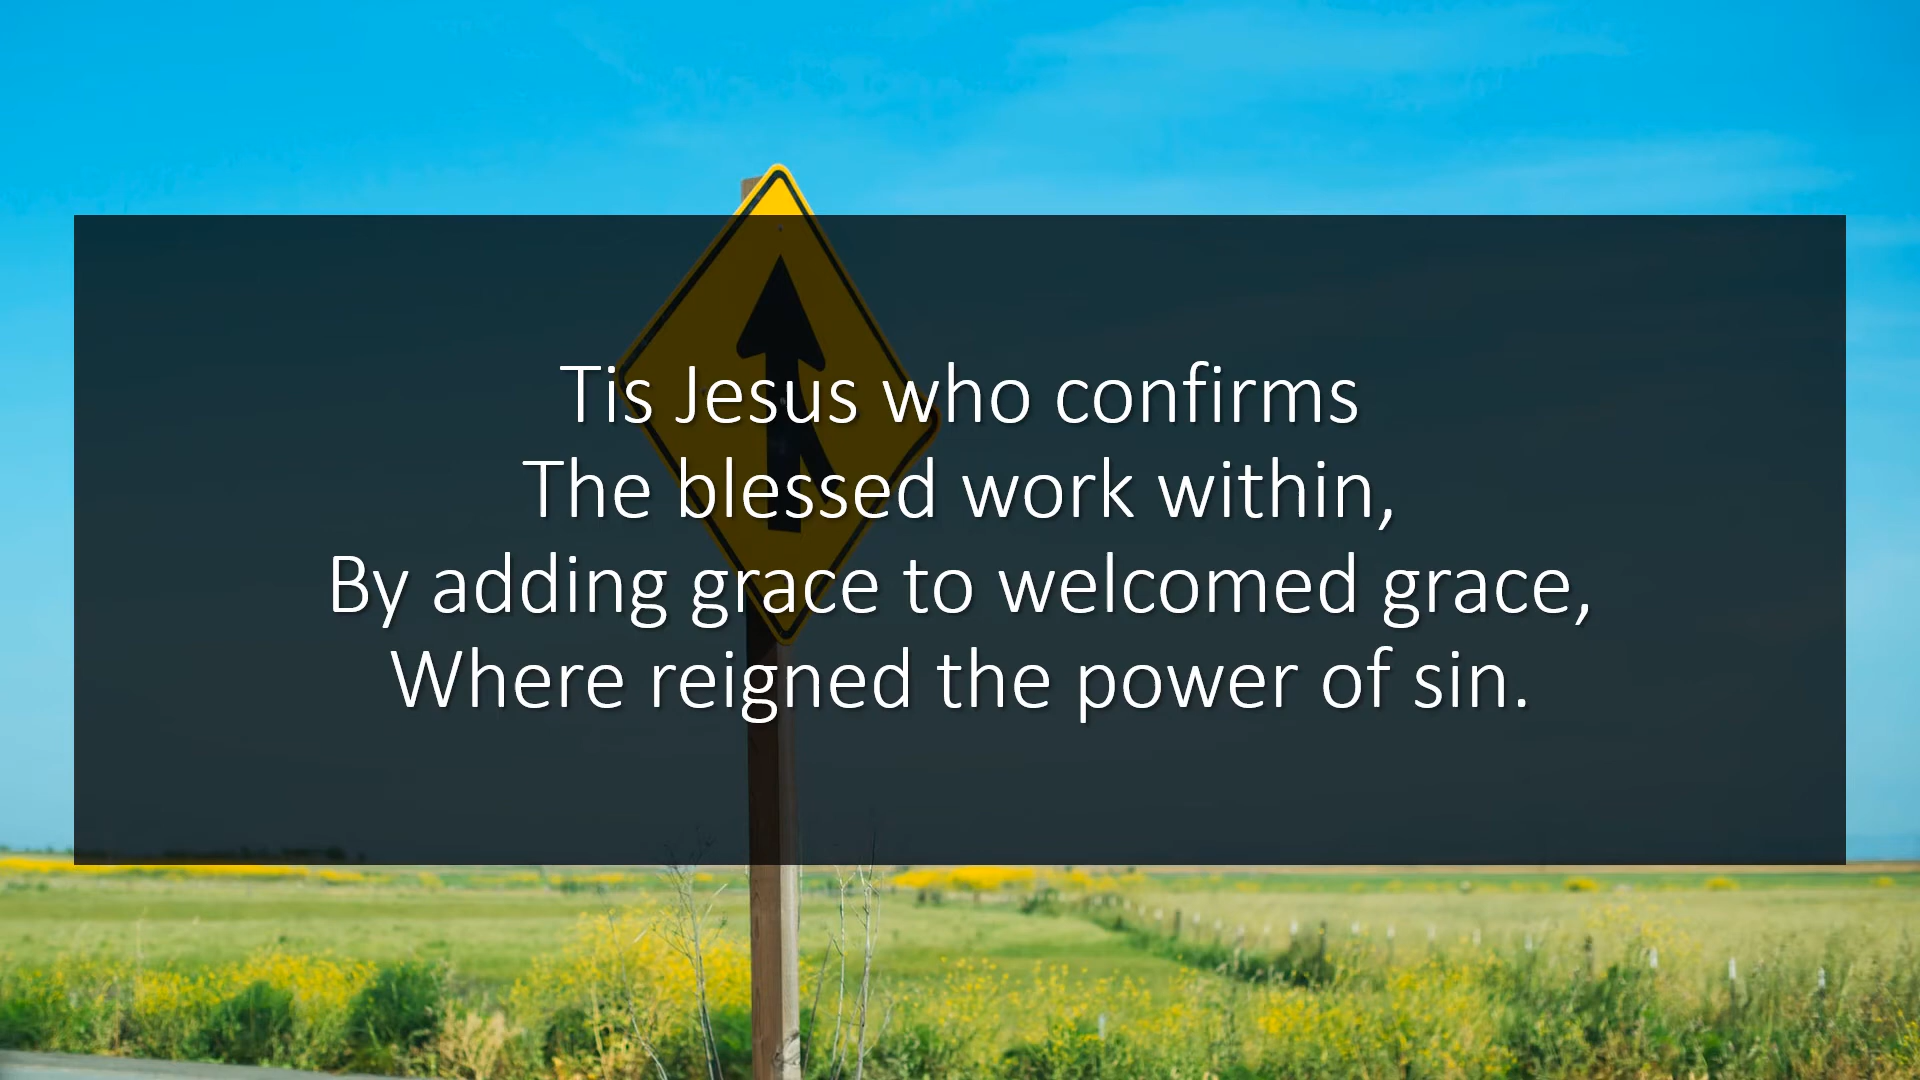 Tis Jesus who confirms
The blessed work within,
By adding grace to welcomed grace,
Where reigned the power of sin.